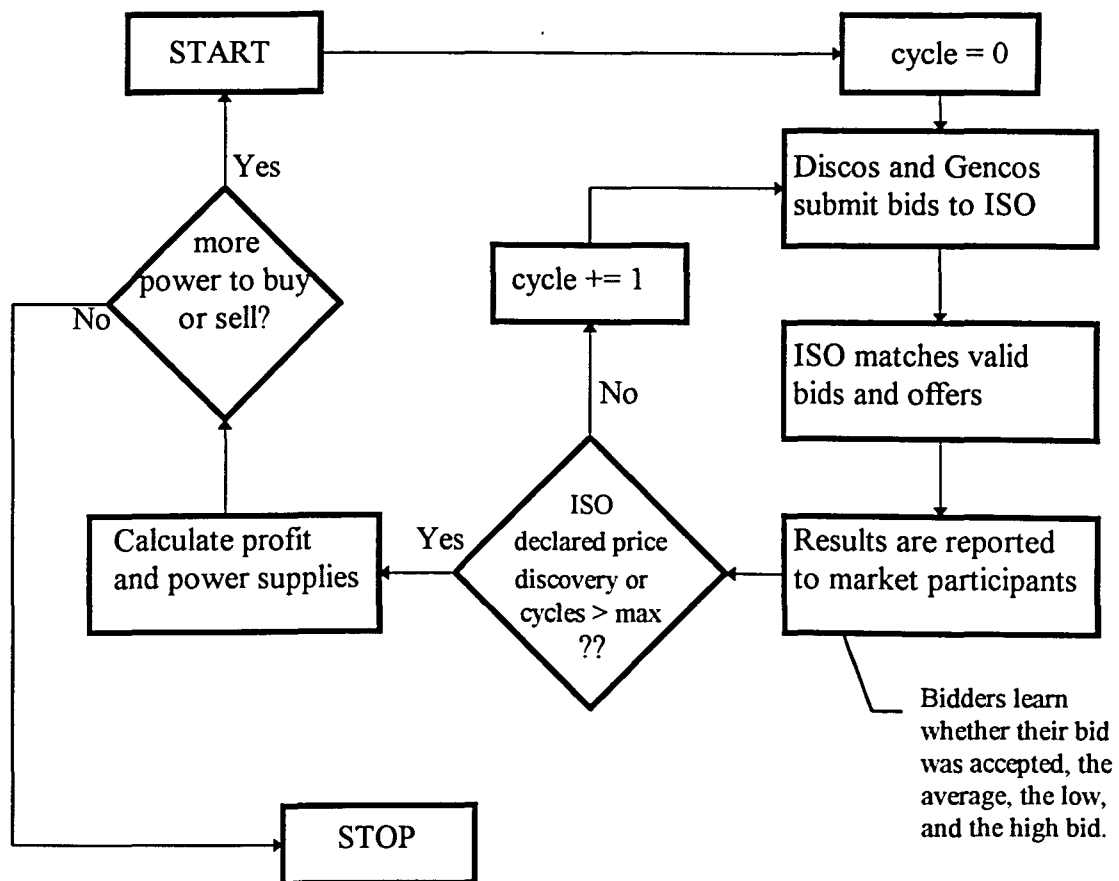 START
cycle = 0
Discos and Gencos
submit bids to ISO
ISO matches valid
bids and offers
Results are reported
to market participants
Bidders learn
whether their bid
was accepted, the
average, the low,
and the high bid.
ISO
declared price
discovery or
cycles > max
??
No
cycle += 1
Yes
Calculate profit
and power supplies
more
power to buy
or sell?
Yes
No
STOP